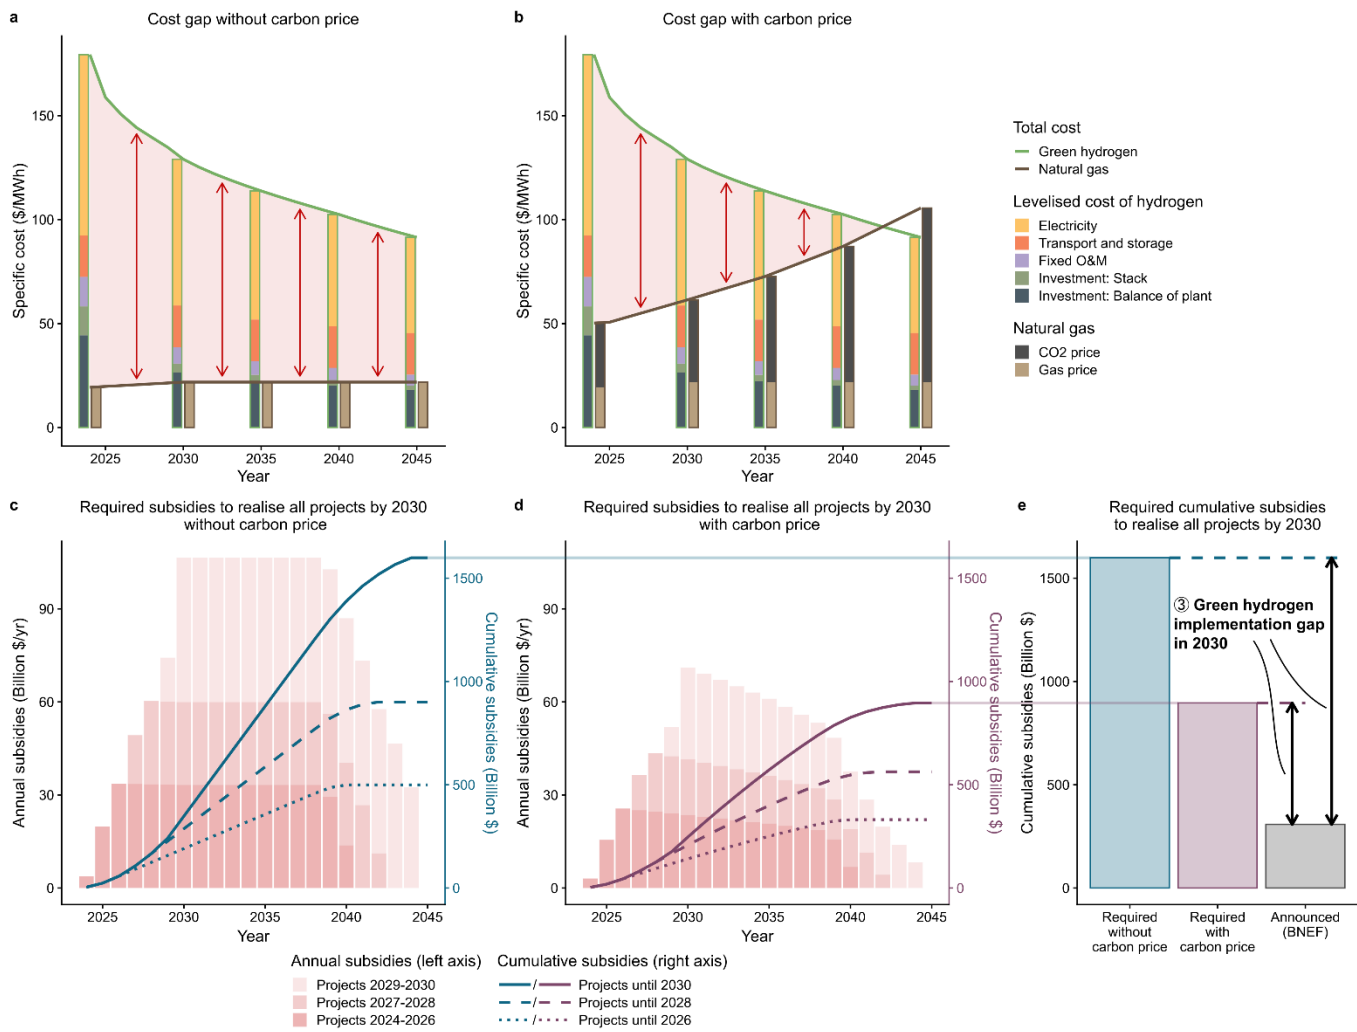 a
Cost gap without carbon price
Specific cost ($/MWh)
150
100
50
0
2025
2030
2035
2040
2045
Year
b
Cost gap with carbon price
Specific cost ($/MWh)
150
100
50
0
2025
2030
2035
2040
2045
Year
Total cost
Green hydrogen
Natural gas
Levelised cost of hydrogen
Electricity
Transport and storage
Fixed O&M
Investment: Stack
Investment: Balance of plant
Natural gas
CO2 price
Gas price
c
Required subsidies to realise all projects by 2030
without carbon price
Annual subsidies (Billion $/yr)
90
60
30
0
2025
2030
2035
2040
2045
Year
1500
1000
500
0
Cumulative subsidies (Billion $)
d
Required subsidies to realise all projects by 2030
with carbon price
Annual subsidies (Billion $/yr)
90
60
30
0
2025
2030
2035
2040
2045
Year
1500
1000
500
0
Cumulative subsidies (Billion $)
e
Required cumulative subsidies
to realise all projects by 2030
Cumulative subsidies (Billion $)
1500
1000
500
0
③ Green hydrogen
implementation gap
in 2030
Required
without
carbon price
Required
with
carbon price
Announced
(BNEF)
Annual subsidies (left axis)
Projects 2029-2030
Projects 2027-2028
Projects 2024-2026
Cumulative subsidies (right axis)
/ Projects until 2030
/ Projects until 2028
/ Projects until 2026